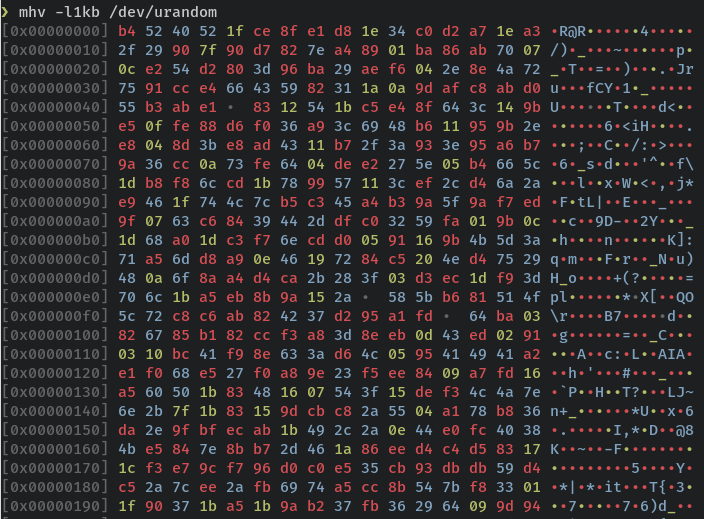 ❯ mhv -l1kb /dev/urandom
[0x00000000] b4 52 40 52 1f ce 8f e1 d8 1e 34 c0 d2 a7 1e a3 •R@R••••••4•••••
[0x00000010] 2f 29 90 7f 90 d7 82 7e a4 89 01 ba 86 ab 70 07 /)•_•••~••••••p•
[0x00000020] 0c e2 54 d2 80 3d 96 ba 29 ae f6 04 2e 8e 4a 72 _•T••=••)•••.•Jr
[0x00000030] 75 91 cc e4 66 43 59 82 31 1a 0a 9d af c8 ab d0 u•••fCY•1•_•••••
[0x00000040] 55 b3 ab e1 • 83 12 54 1b c5 e4 8f 64 3c 14 9b U••••••T••••d<••
[0x00000050] e5 0f fe 88 d6 f0 36 a9 3c 69 48 b6 11 95 9b 2e ••••••6•<iH••••.
[0x00000060] e8 04 8d 3b e8 ad 43 11 b7 2f 3a 93 3e 95 a6 b7 •••;••C••/:•>•••
[0x00000070] 9a 36 cc 0a 73 fe 64 04 de e2 27 5e 05 b4 66 5c •6•_s•d•••'^••f\
[0x00000080] 1d b8 f8 6c cd 1b 78 99 57 11 3c ef 2c d4 6a 2a •••l••x•W•<•,•j*
[0x00000090] e9 46 1f 74 4c 7c b5 c3 45 a4 b3 9a 5f 9a f7 ed •F•tL|••E•••_•••
[0x000000a0] 9f 07 63 c6 84 39 44 2d df c0 32 59 fa 01 9b 0c ••c••9D-••2Y•••_
[0x000000b0] 1d 68 a0 1d c3 f7 6e cd d0 05 91 16 9b 4b 5d 3a •h••••n••••••K]:
[0x000000c0] 71 a5 6d d8 a9 0e 46 19 72 84 c5 20 4e d4 75 29 q•m•••F•r••_N•u)
[0x000000d0] 48 0a 6f 8a a4 d4 ca 2b 28 3f 03 d3 ec 1d f9 3d H_o••••+(?•••••=
[0x000000e0] 70 6c 1b a5 eb 8b 9a 15 2a • 58 5b b6 81 51 4f pl••••••*•X[••QO
[0x000000f0] 5c 72 c8 c6 ab 82 42 37 d2 95 a1 fd • 64 ba 03 \r••••B7•••••d••
[0x00000100] 82 67 85 b1 82 cc f3 a8 3d 8e eb 0d 43 ed 02 91 •g••••••=••_C•••
[0x00000110] 03 10 bc 41 f9 8e 63 3a d6 4c 05 95 41 49 41 a2 •••A••c:•L••AIA•
[0x00000120] e1 f0 68 e5 27 f0 a8 9e 23 f5 ee 84 09 a7 fd 16 ••h•'•••#•••_•••
[0x00000130] a5 60 50 1b 83 48 16 07 54 3f 15 de f3 4c 4a 7e •`P••H••T?•••LJ~
[0x00000140] 6e 2b 7f 1b 83 15 9d cb c8 2a 55 04 a1 78 b8 36 n+_••••••*U••x•6
[0x00000150] da 2e 9f bf ec ab 1b 49 2c 2a 0e 44 e0 fc 40 38 •.•••••I,*•D••@8
[0x00000160] 4b e5 84 7e 8b b7 2d 46 1a 86 ee d4 c4 d5 83 17 K••~••-F••••••••
[0x00000170] 1c f3 e7 9c f7 96 d0 c0 e5 35 cb 93 db db 59 d4 •••••••••5••••Y•
[0x00000180] c5 2a 7c ee 2a fb 69 74 a5 cc 8b 54 7b f8 33 01 •*|•*•it•••T{•3•
[0x00000190] 1f 90 37 1b a5 1b 9a b2 37 fb 36 29 64 09 9d 94 ••7•••••7•6)d_••